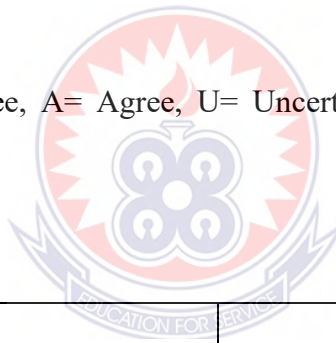 ee, A= Agree, U= Uncert
EDUCATION FOR SERVICE